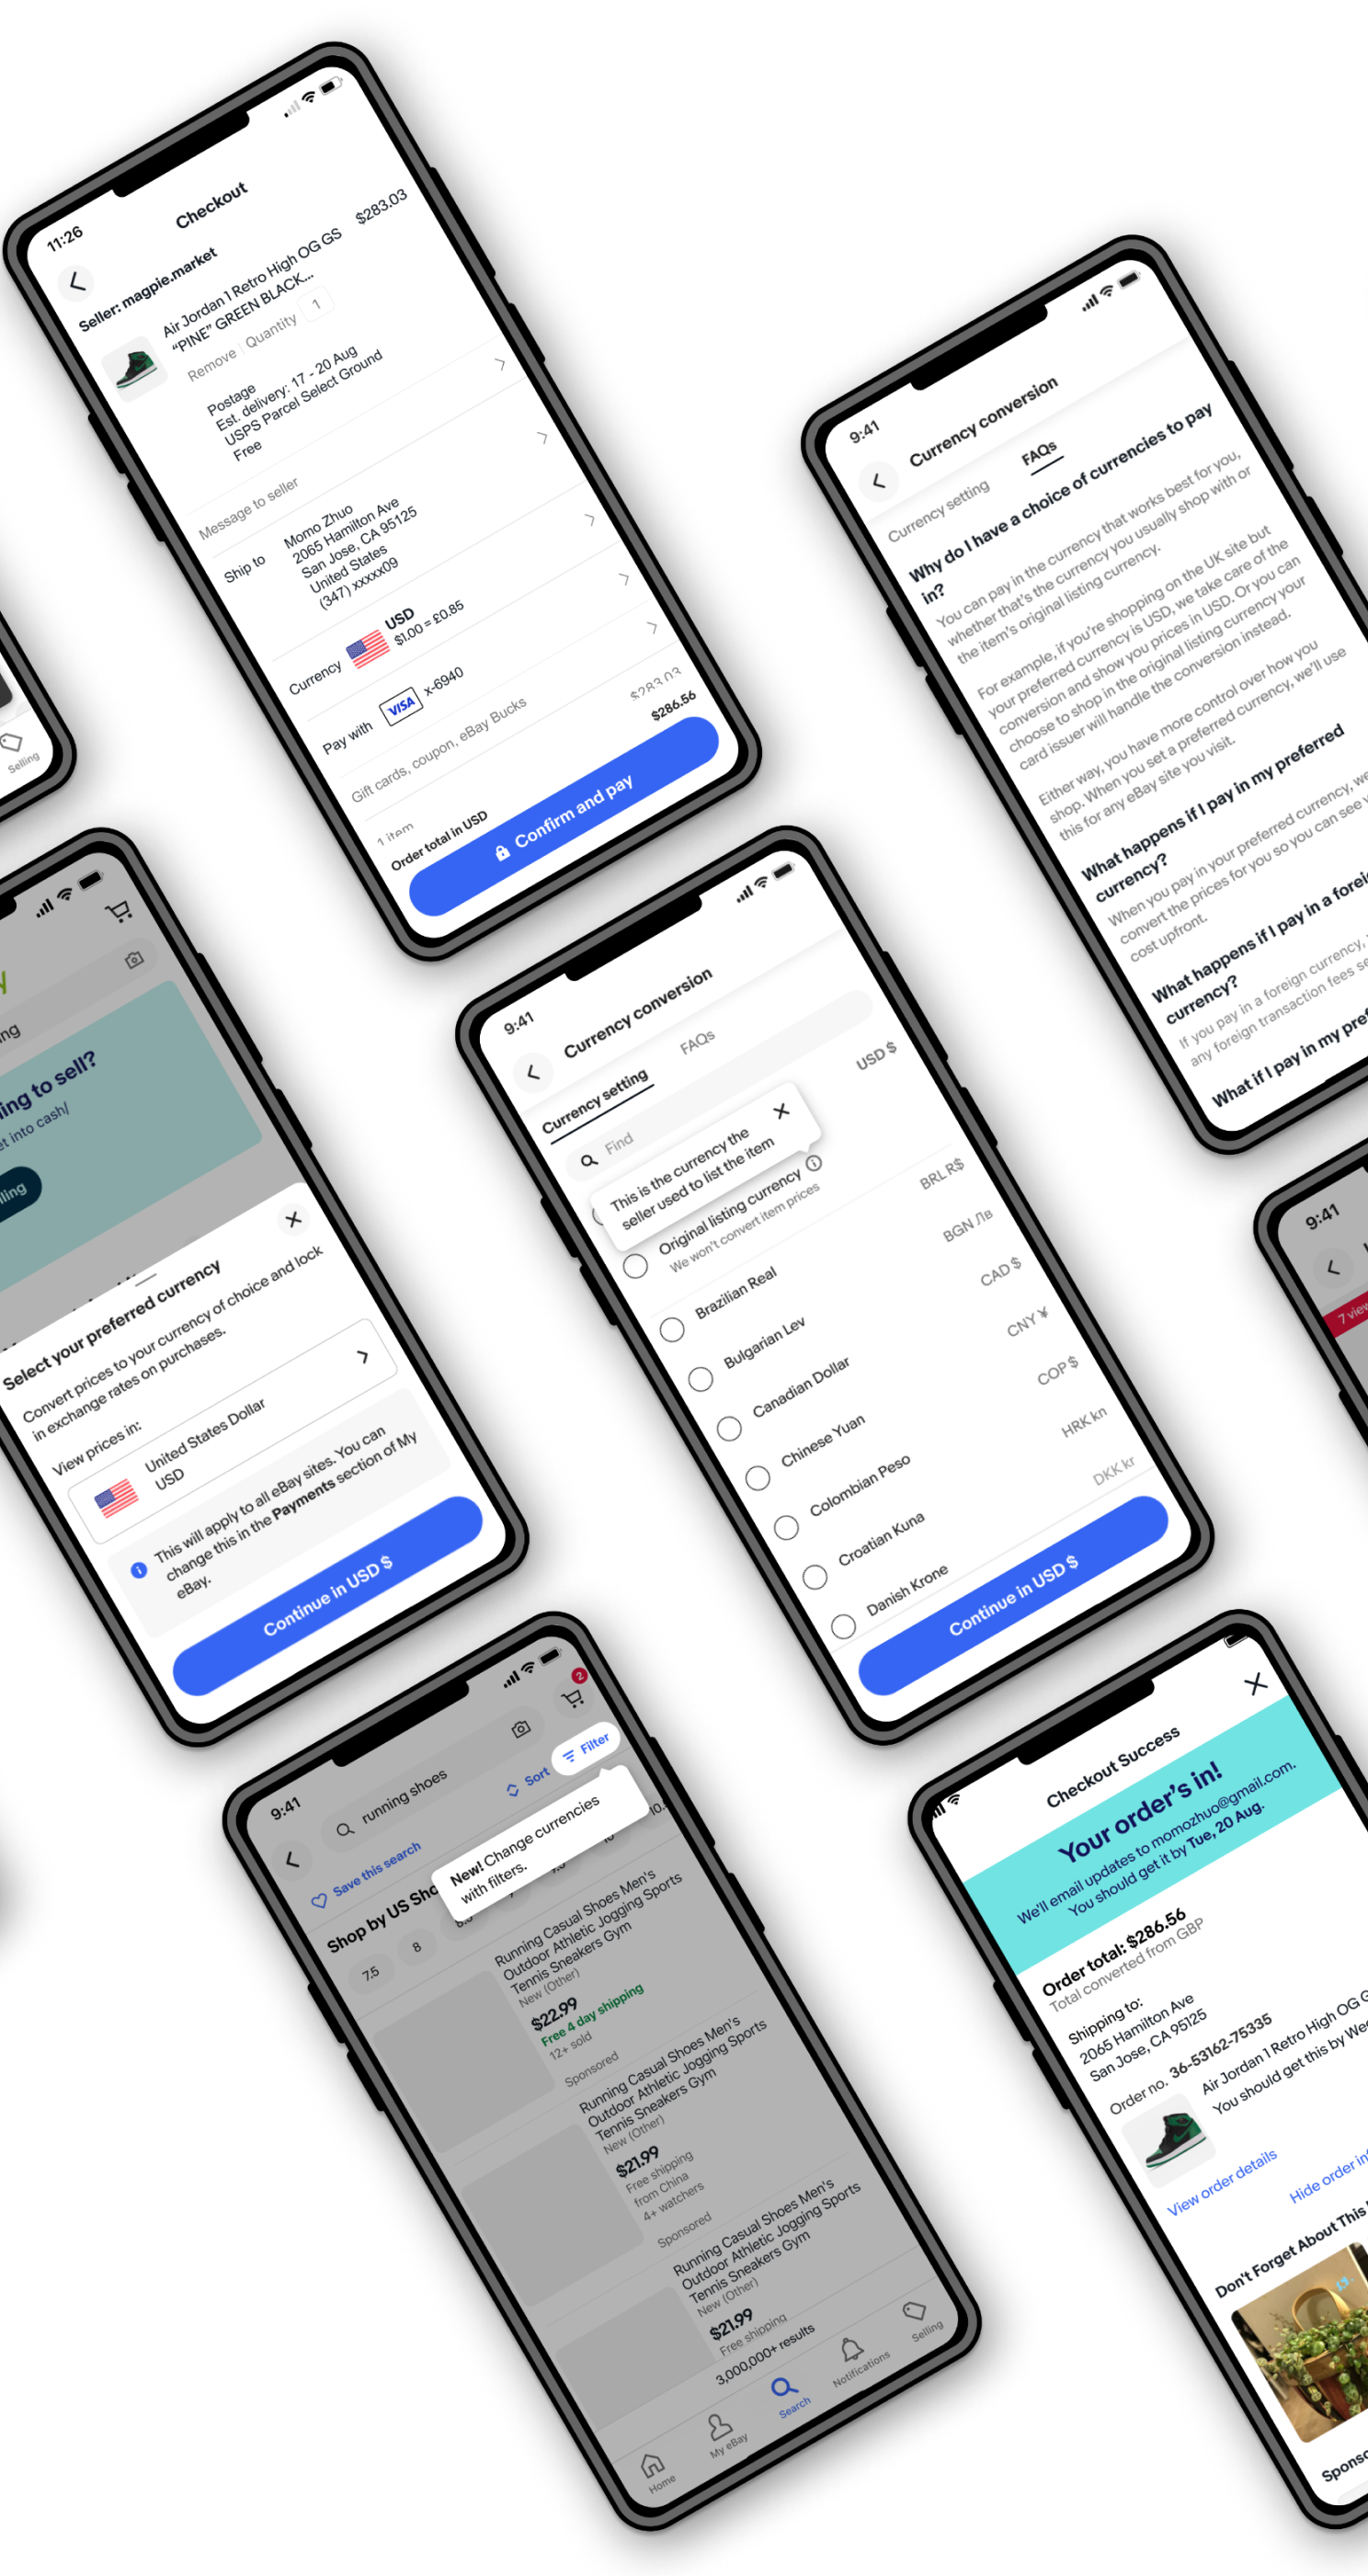 11:26
Checkout
Seller: magpie.market
Air Jordan 1 Retro High OG GS
$283.03
“PINE” GREEN BLACK...
Remove
Quantity
1
Postage
Est. delivery: 17 - 20 Aug
USPS Parcel Select Ground
Free
Message to seller
Ship to
Momo Zhuo
2065 Hamilton Ave
San Jose, CA 95125
United States
(347) xxxxx09
Currency
USD
$1.00 = £0.85
Pay with
VISA
x-6940
Gift cards, coupon, eBay Bucks
1 item
$283.03
Order total in USD
$286.56
Confirm and pay
9:41
Currency conversion
Currency setting
FAQs
Why do I have a choice of currencies to pay
in?
You can pay in the currency that works best for you,
whether that’s the currency you usually shop with or
the item’s original listing currency.
For example, if you’re shopping on the UK site but
your preferred currency is USD, we take care of the
conversion and show you prices in USD. Or you can
choose to shop in the original listing currency your
card issuer will handle the conversion instead.
Either way, you have more control over how you
shop. When you set a preferred currency, we’ll use
this for any eBay site you visit.
What happens if I pay in my preferred
currency?
When you pay in your preferred currency, we
convert the prices for you so you can see
cost upfront.
What happens if I pay in a
currency?
If you pay in a foreign currency,
any foreign transaction fees
What if I pay in my
Selling
to sell?
into cash/
Select your preferred currency
Convert prices to your currency of choice and lock
in exchange rates on purchases.
View prices in:
United States Dollar
USD
This will apply to all eBay sites. You can
change this in the Payments section of My
eBay.
Continue in USD $
9:41
Currency conversion
Currency setting
FAQs
Find
USD $
This is the currency the
seller used to list the item
Original listing currency
We won’t convert item prices
Brazilian Real
BRL R$
Bulgarian Lev
BGN Лв
Canadian Dollar
CAD $
Chinese Yuan
CNY ¥
Colombian Peso
COP $
Croatian Kuna
HRK kn
Danish Krone
DKK kr
Continue in USD $
9:41
7
9:41
running shoes
2
Save this search
Sort
Filter
New! Change currencies
with filters.
Shop by US
7.5
8
Running Casual Shoes Men's
Outdoor Athletic Jogging Sports
Tennis Sneakers Gym
New (Other)
$22.99
Free 4 day shipping
12+ sold
Sponsored
Running Casual Shoes Men's
Outdoor Athletic Jogging Sports
Tennis Sneakers Gym
New (Other)
$21.99
Free shipping
from China
4+ watchers
Sponsored
Running Casual Shoes Men's
Outdoor Athletic Jogging Sports
Tennis Sneakers Gym
New (Other)
$21.99
Free shipping
3,000,000+ results
Home
My eBay
Search
Notifications
Selling
Checkout Success
Your order’s in!
We’ll email updates to momozhuo@gmail.com.
You should get it by Tue, 20 Aug.
Order total: $286.56
Total converted from GBP
Shipping to:
2065 Hamilton Ave
San Jose, CA 95125
Order no. 36-53162-75335
Air Jordan 1 Retro High OG
You should get this by
View order details
Hide order
Don't Forget About This